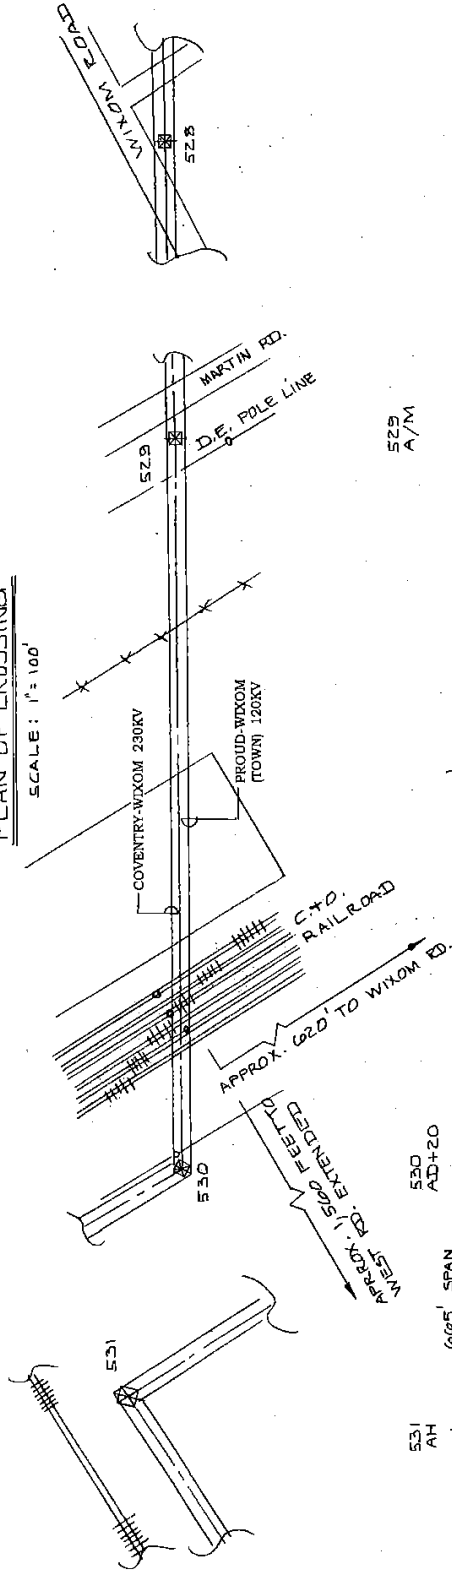 PLAN OF CROSSING
SCALE: 1"=100'
531
530
APPROX. 1,560 FEET TO
WEST RD. EXTENDED
APPROX. 620' TO WIXOM RD.
C.+O.
RAILROAD
COVENTRY-WIXOM 230KV
PROUD-WIXOM
(TOWN) 120KV
529
D.E. POLE LINE
MARTIN RD.
528
WIXOM ROAD
531
AH
665' SPAN
530
AD+20
529
A/M